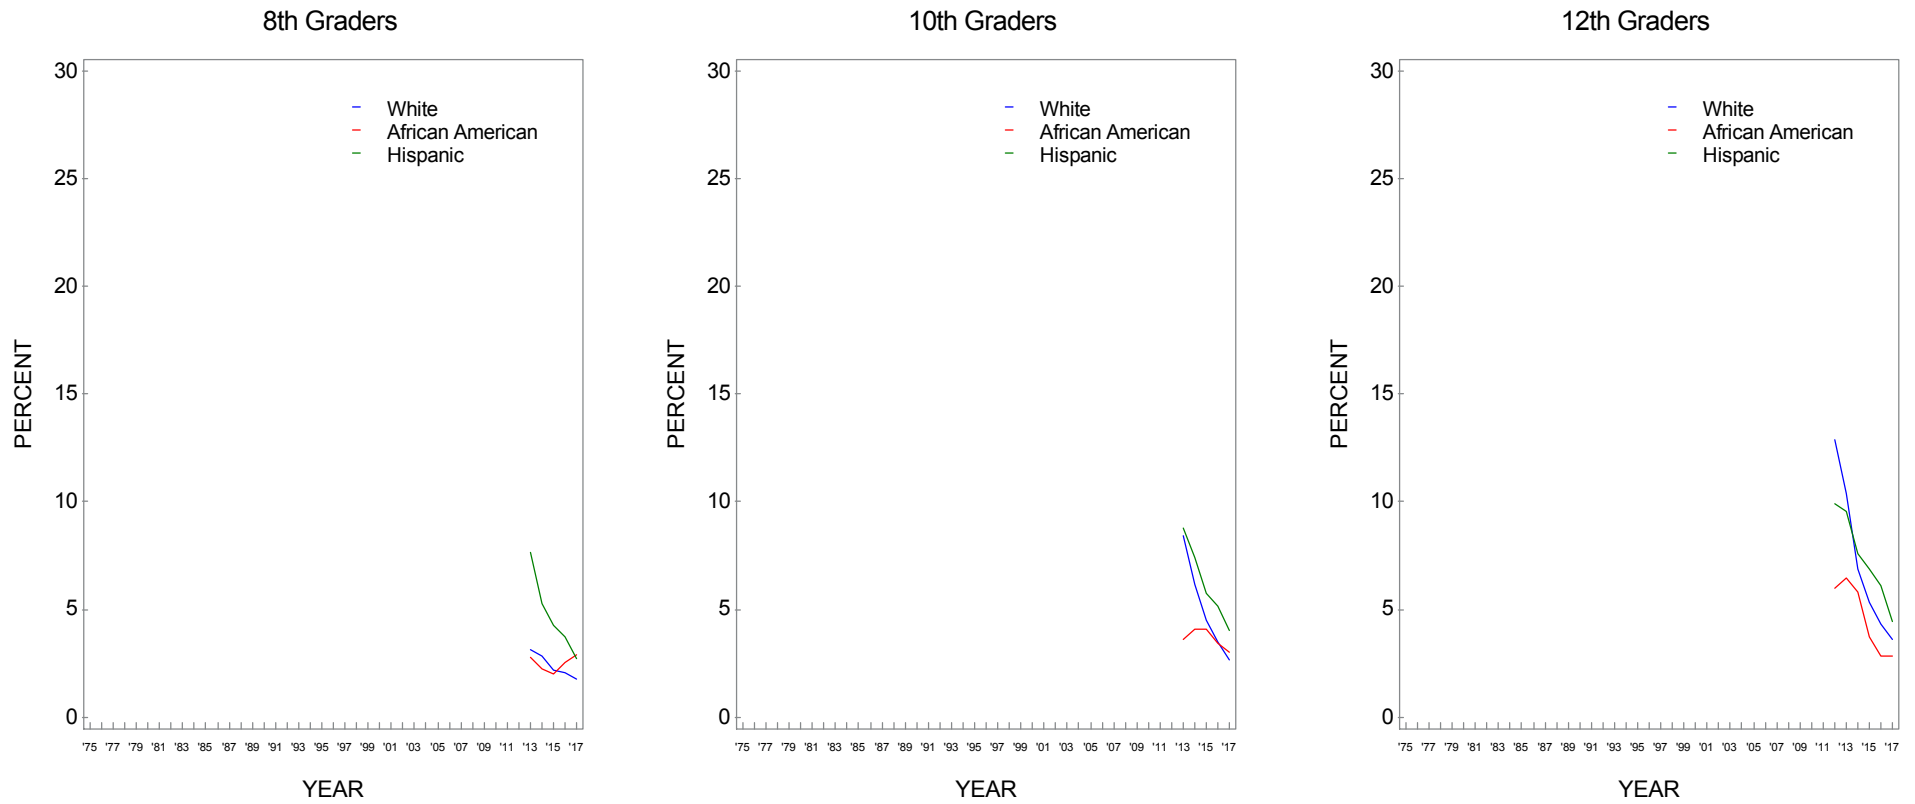 8th Graders
30
25
20
15
10
5
0
PERCENT
White
African American
Hispanic
'75 '77 '79 '81 '83 '85 '87 '89 '91 '93 '95 '97 '99 '01 '03 '05 '07 '09 '11 '13 '15 '17
YEAR
10th Graders
30
25
20
15
10
5
0
PERCENT
White
African American
Hispanic
'75 '77 '79 '81 '83 '85 '87 '89 '91 '93 '95 '97 '99 '01 '03 '05 '07 '09 '11 '13 '15 '17
YEAR
12th Graders
30
25
20
15
10
5
0
PERCENT
White
African American
Hispanic
'75 '77 '79 '81 '83 '85 '87 '89 '91 '93 '95 '97 '99 '01 '03 '05 '07 '09 '11 '13 '15 '17
YEAR